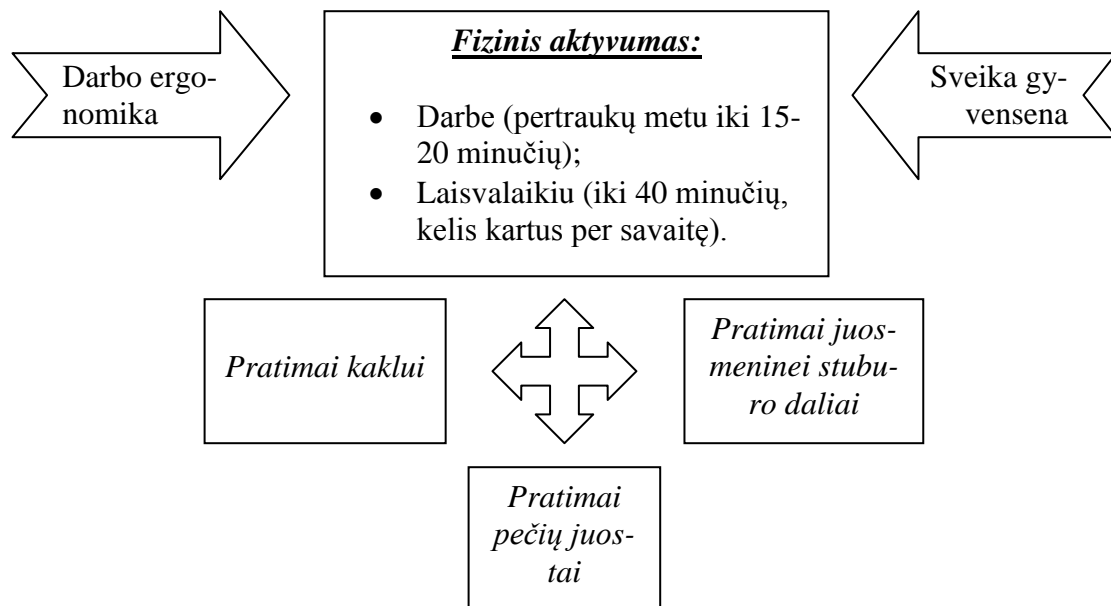 Fizinis aktyvumas:
Darbo ergo-
nomika
• Darbe (pertraukų metu iki 15-
20 minučių);
• Laisvalaikiu (iki 40 minučių,
kelis kartus per savaitę).
Sveika gy-
vensena
Pratimai kaklui
Pratimai juos-
meninei stubu-
ro daliai
Pratimai
pečių juos-
tai